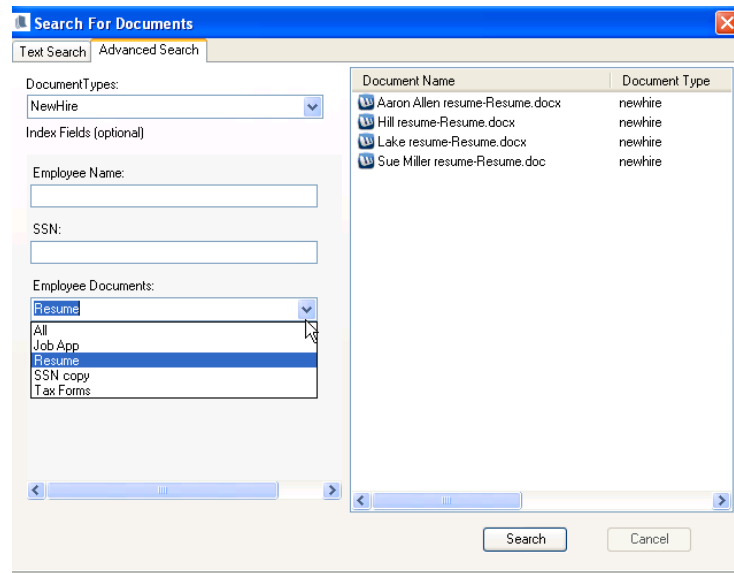 Search For Documents
Text Search
Advanced Search
DocumentTypes:
NewHire
Index Fields (optional)
Employee Name:
SSN:
Employee Documents:
Resume
All
Job App
Resume
SSN copy
Tax Forms
Document Name Document Type
Aaron Allen resume-Resume.docx newhire
Hill resume-Resume.docx newhire
Lake resume-Resume.docx newhire
Sue Miller resume-Resume.doc newhire
Search
Cancel